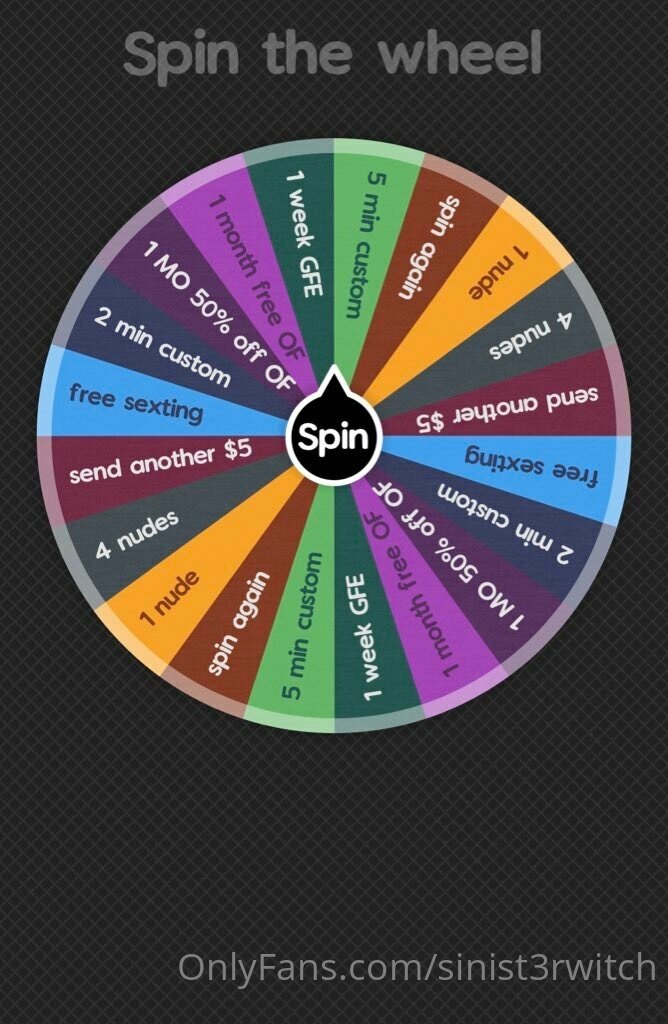 Spin the wheel
5 min custom
spin again
1 nude
4 nudes
send another $5
free sexting
2 min custom
1 MO 50% off OF
1 month free OF
1 week GFE
5 min custom
spin again
1 nude
4 nudes
send another $5
free sexting
2 min custom
1 MO 50% off OF
1 month free OF
1 week GFE
Spin
OnlyFans.com/sinist3rwitch